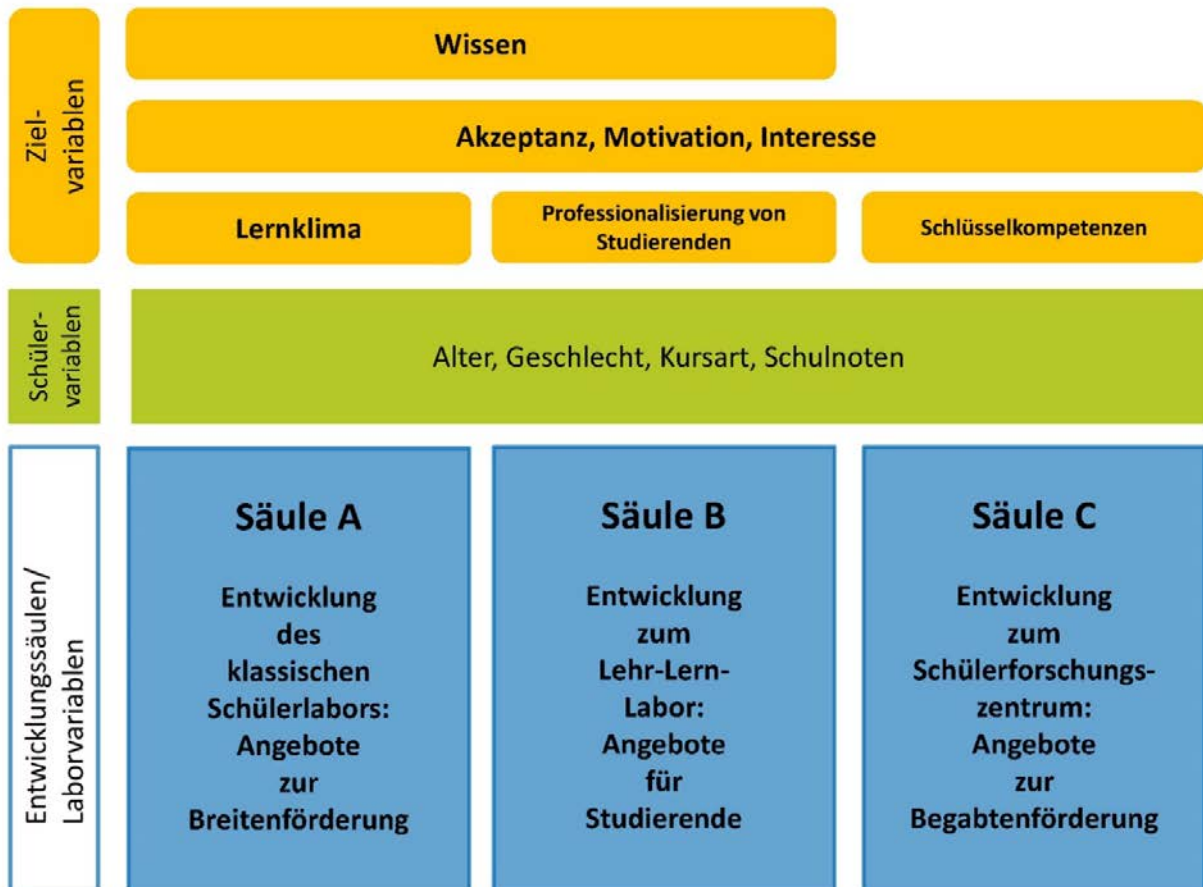 Ziel-
variablen
Wissen
Akzeptanz, Motivation, Interesse
Lernklima
Professionalisierung von
Studierenden
Schlüsselkompetenzen
Schüler-
variablen
Alter, Geschlecht, Kursart, Schulnoten
Entwicklungssäulen/
Laborvariablen
Säule A
Entwicklung
des
klassischen
Schülerlabors:
Angebote
zur
Breitenförderung
Säule B
Entwicklung
zum
Lehr-Lern-
Labor:
Angebote
für
Studierende
Säule C
Entwicklung
zum
Schülerforschungs-
zentrum:
Angebote
zur
Begabtenförderung